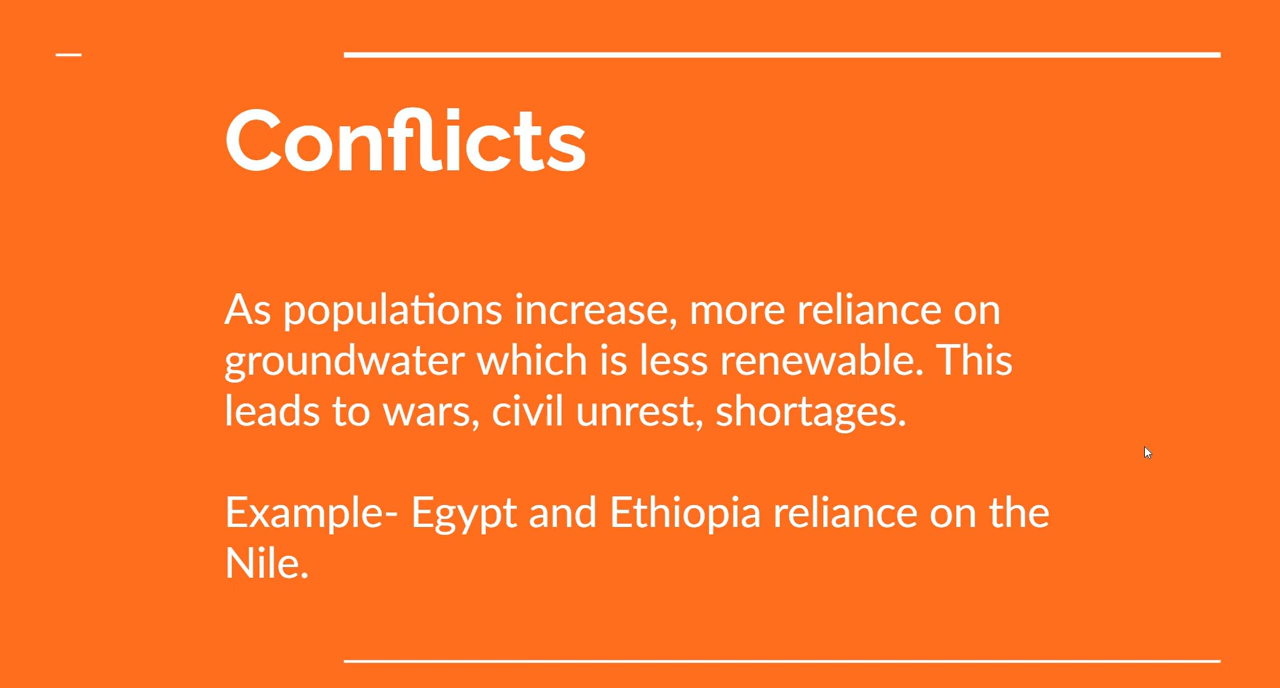 Conflicts
As populations increase, more reliance on
groundwater which is less renewable. This
leads to wars, civil unrest, shortages.
Example- Egypt and Ethiopia reliance on the
Nile.